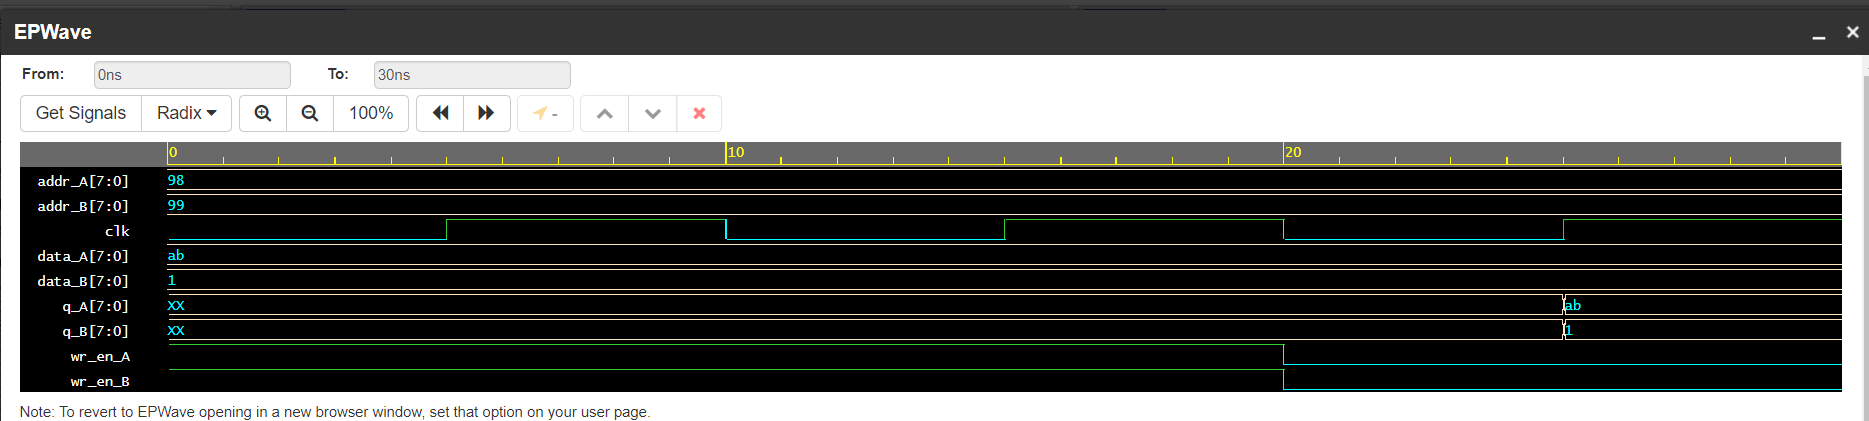 EPWave
From: 0ns To: 30ns
Get Signals Radix 100% -
0 10 20
addr_A[7:0] 98
addr_B[7:0] 99
clk
data_A[7:0] ab
data_B[7:0] 1
q_A[7:0] XX ab
q_B[7:0] XX 1
wr_en_A
wr_en_B
Note: To revert to EPWave opening in a new browser window, set that option on your user page.